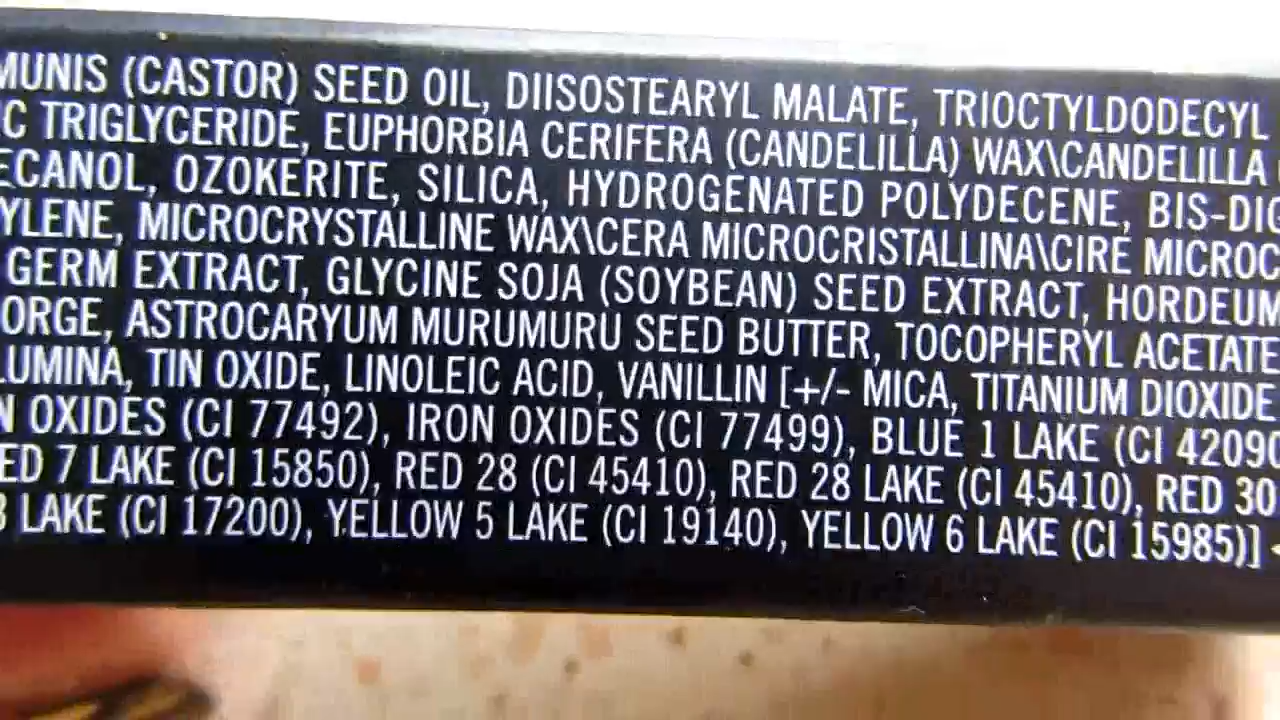 MUNIS (CASTOR) SEED OIL, DIISOSTEARYL MALATE, TRIOCTYLDODECYL
C TRIGLYCERIDE, EUPHORBIA CERIFERA (CANDELILLA) WAX\CANDELILLA
ECANOL, OZOKERITE, SILICA, HYDROGENATED POLYDECENE, BIS-DIG
YLENE, MICROCRYSTALLINE WAX\CERA MICROCRISTALLINA\CIRE MICROC
GERM EXTRACT, GLYCINE SOJA (SOYBEAN) SEED EXTRACT, HORDEUM
ORGE, ASTROCARYUM MURUMURU SEED BUTTER, TOCOPHERYL ACETATE
LUMINA, TIN OXIDE, LINOLEIC ACID, VANILLIN [+/- MICA, TITANIUM DIOXIDE
N OXIDES (CI 77492), IRON OXIDES (CI 77499), BLUE 1 LAKE (CI 42090
ED 7 LAKE (CI 15850), RED 28 (CI 45410), RED 28 LAKE (CI 45410), RED 30
3 LAKE (CI 17200), YELLOW 5 LAKE (CI 19140), YELLOW 6 LAKE (CI 15985)] <